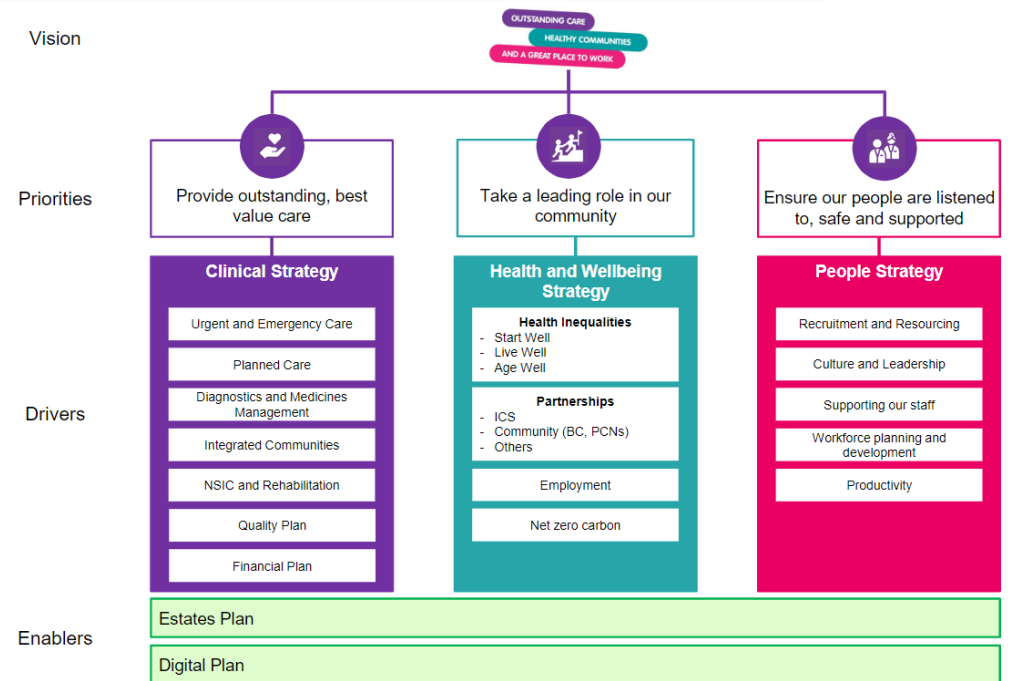 Vision
OUTSTANDING CARE
HEALTHY COMMUNITIES
AND A GREAT PLACE TO WORK
Priorities
Provide outstanding, best
value care
Take a leading role in our
community
Ensure our people are listened
to, safe and supported
Drivers
Clinical Strategy
Urgent and Emergency Care
Planned Care
Diagnostics and Medicines
Management
Integrated Communities
NSIC and Rehabilitation
Quality Plan
Financial Plan
Health and Wellbeing
Strategy
Health Inequalities
- Start Well
- Live Well
- Age Well
Partnerships
- ICS
- Community (BC, PCNs)
- Others
Employment
Net zero carbon
People Strategy
Recruitment and Resourcing
Culture and Leadership
Supporting our staff
Workforce planning and
development
Productivity
Enablers
Estates Plan
Digital Plan